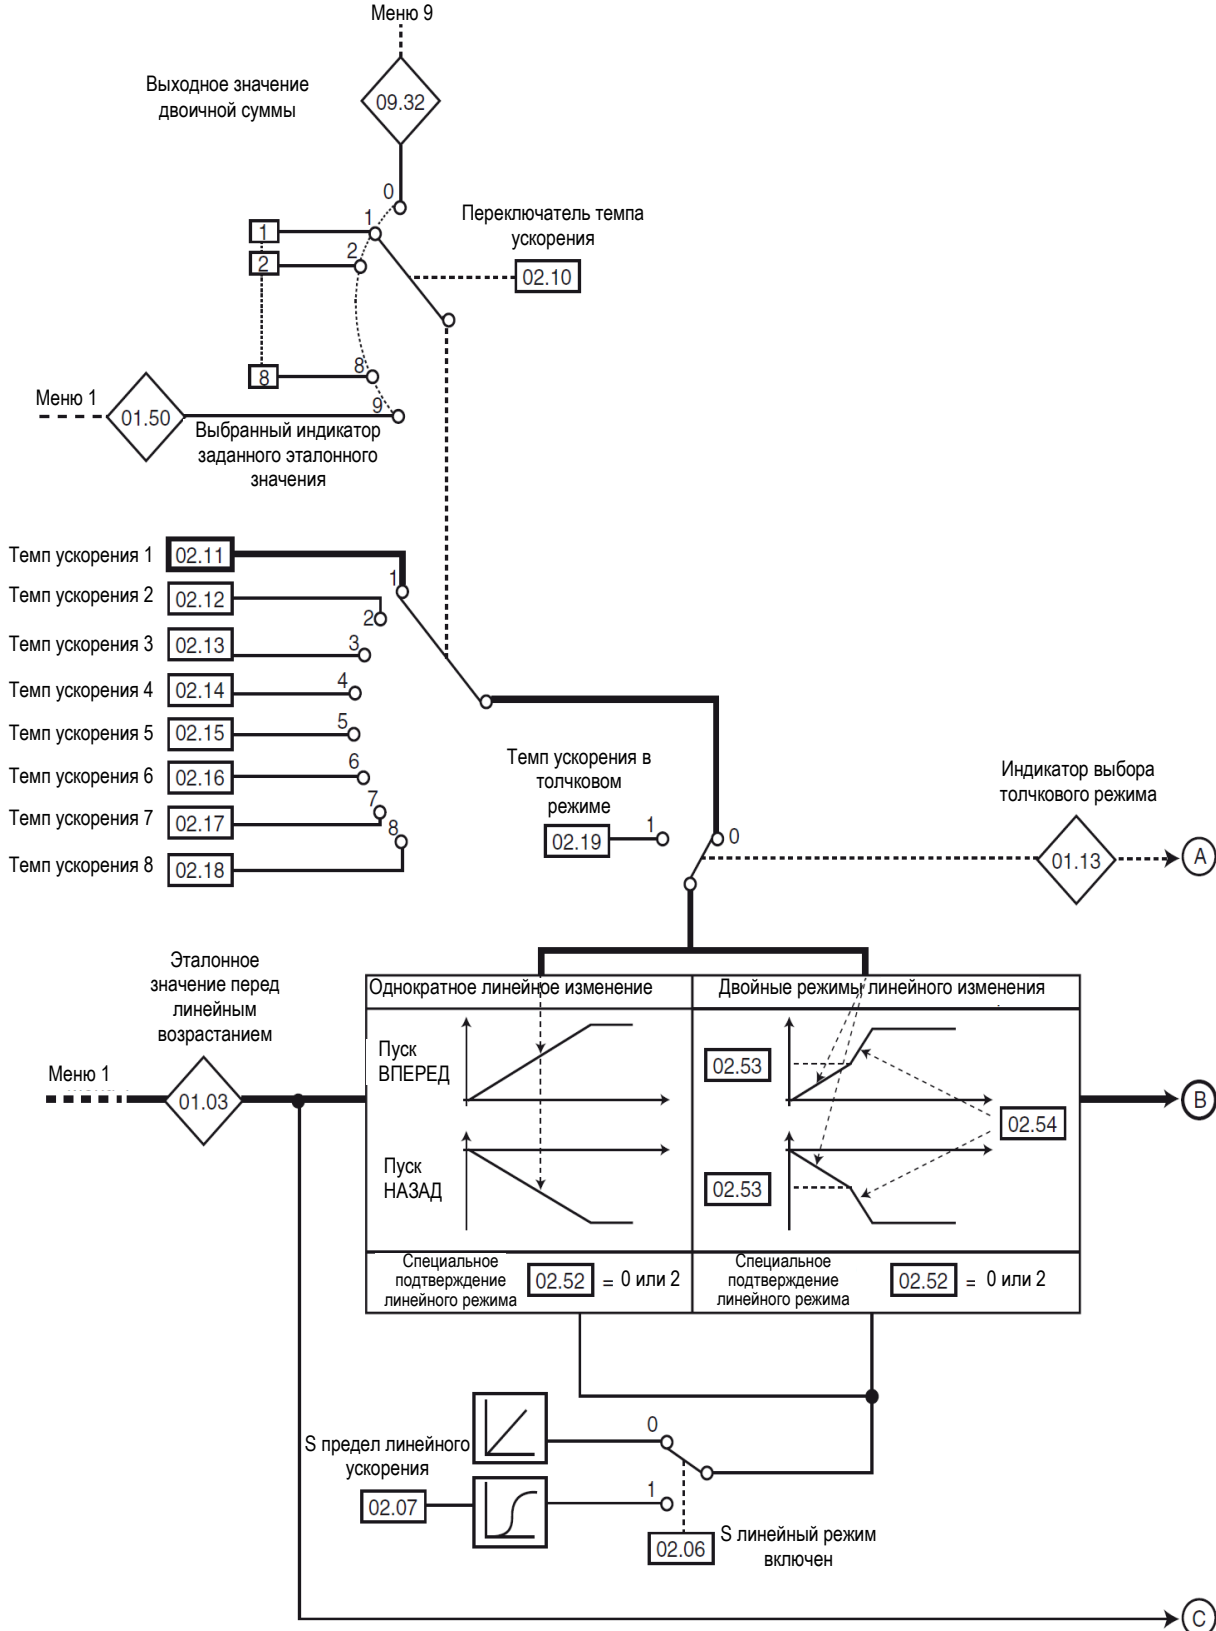 Меню 9
Выходное значение
двоичной суммы
09.32
0
1
2
8
9
1
2
8
Переключатель темпа
ускорения
02.10
Меню 1
01.50
Выбранный индикатор
заданного эталонного
значения
Темп ускорения 1
02.11
1
Темп ускорения 2
02.12
2
Темп ускорения 3
02.13
3
Темп ускорения 4
02.14
4
Темп ускорения 5
02.15
5
Темп ускорения 6
02.16
6
Темп ускорения 7
02.17
7
Темп ускорения 8
02.18
8
Темп ускорения в
толчковом
режиме
02.19
1
0
Индикатор выбора
толчкового режима
01.13
A
Эталонное
значение перед
линейным
возрастанием
Меню 1
01.03
Однократное линейное изменение
Двойные режимы линейного изменения
Пуск
ВПЕРЕД
02.53
02.54
B
Пуск
НАЗАД
02.53
Специальное
подтверждение
линейного режима
02.52
= 0 или 2
Специальное
подтверждение
линейного режима
02.52
= 0 или 2
S предел линейного
ускорения
02.07
0
1
02.06
S линейный режим
включен
C